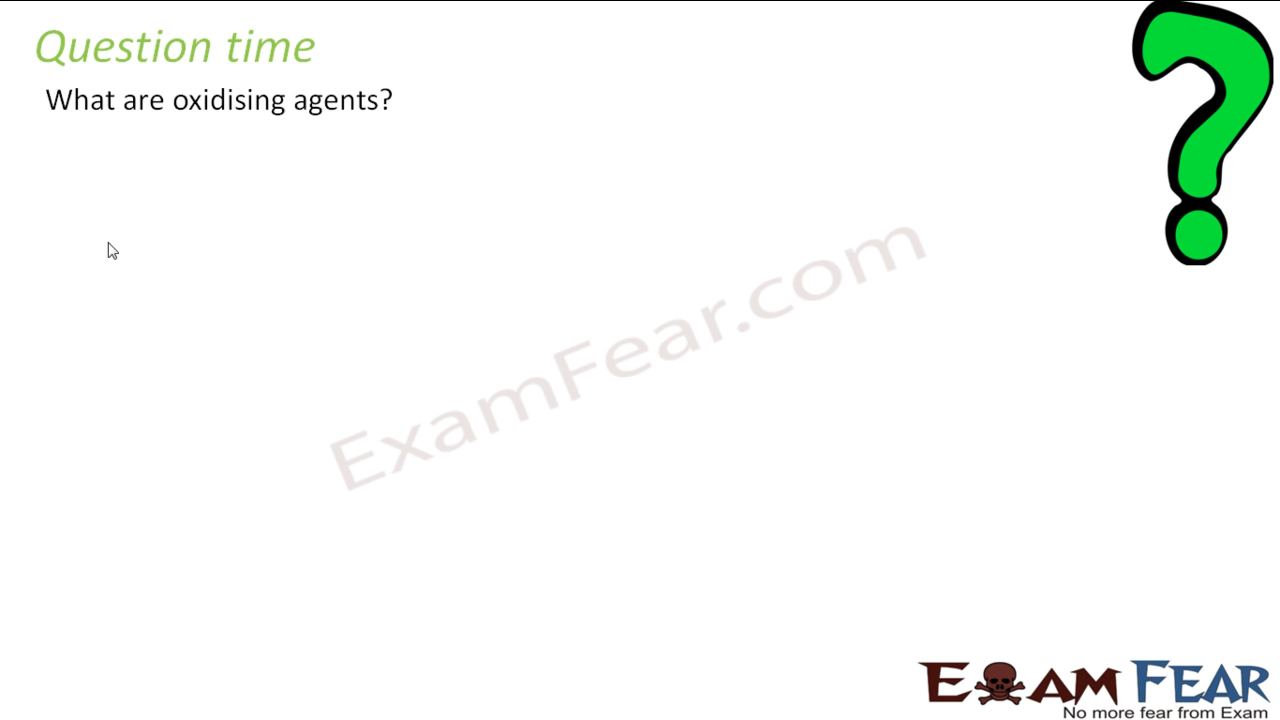 Question time
What are oxidising agents?
ExamFear.com
EXAM FEAR
No more fear from Exam